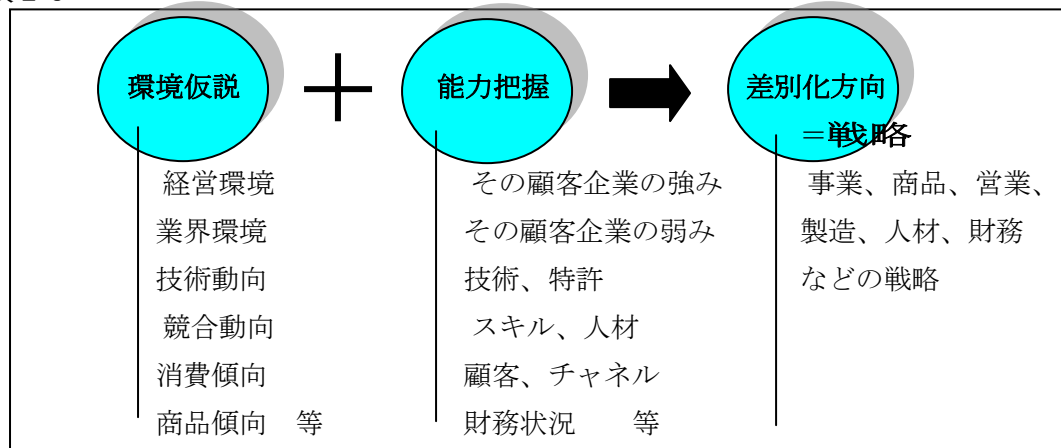 環境仮説
能力把握
差別化方向
=戦略
経営環境
業界環境
技術動向
競合動向
消費傾向
商品傾向 等
その顧客企業の強み
その顧客企業の弱み
技術、特許
スキル、人材
顧客、チャネル
財務状況 等
事業、商品、営業、
製造、人材、財務
などの戦略